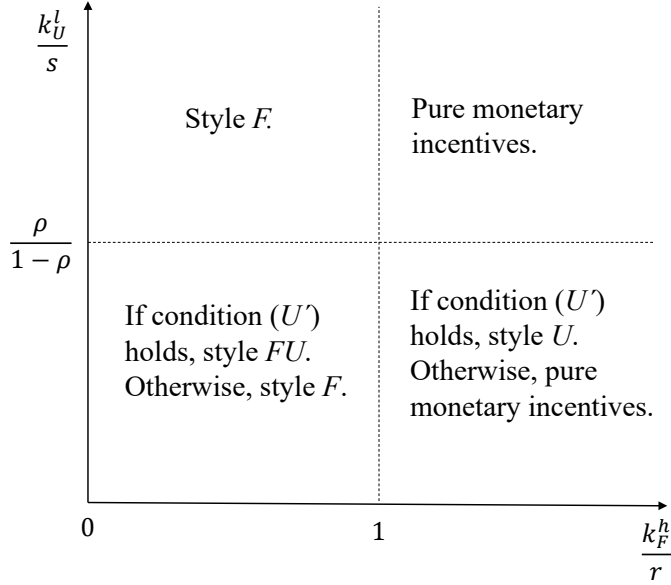 k_U^l
s
Style F.
Pure monetary
incentives.
ρ
1 − ρ
If condition (U′)
holds, style FU.
Otherwise, style F.
If condition (U′)
holds, style U.
Otherwise, pure
monetary incentives.
0
1
k_F^h
r